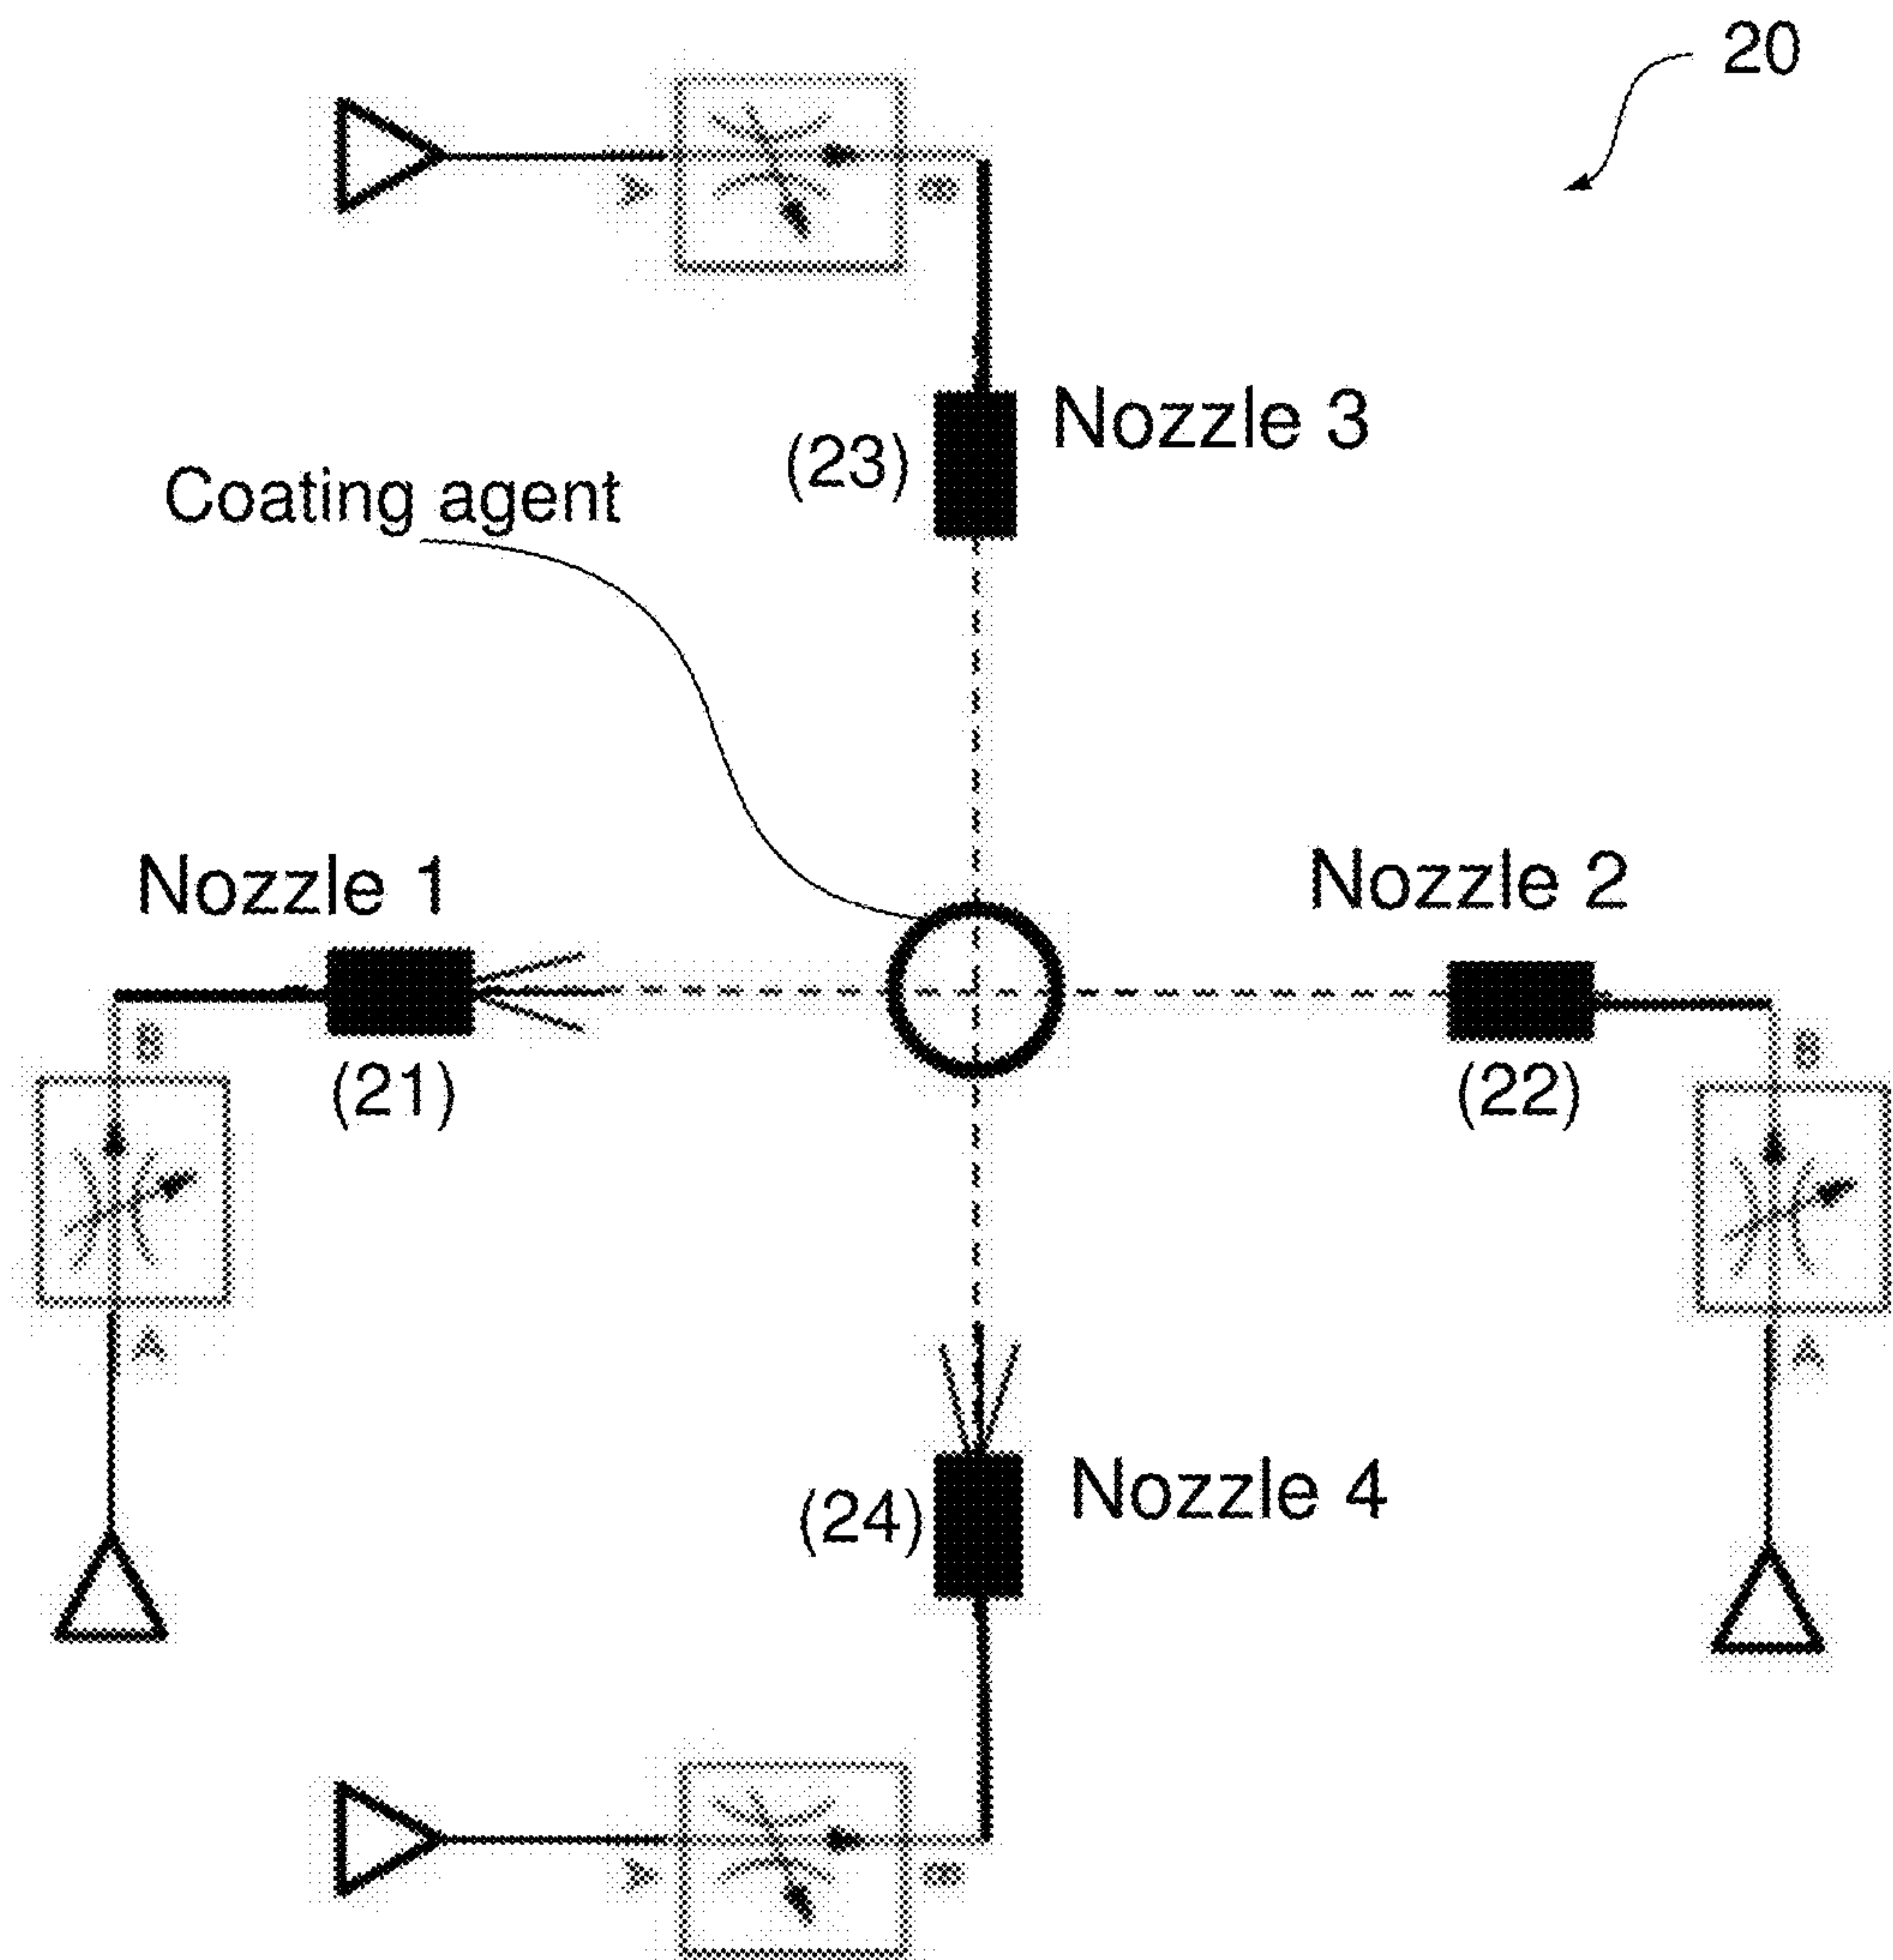 20
A
B
Nozzle 3
(23)
Coating agent
Nozzle 1
Nozzle 2
(21)
(22)
B
B
A
A
Nozzle 4
(24)
A
B